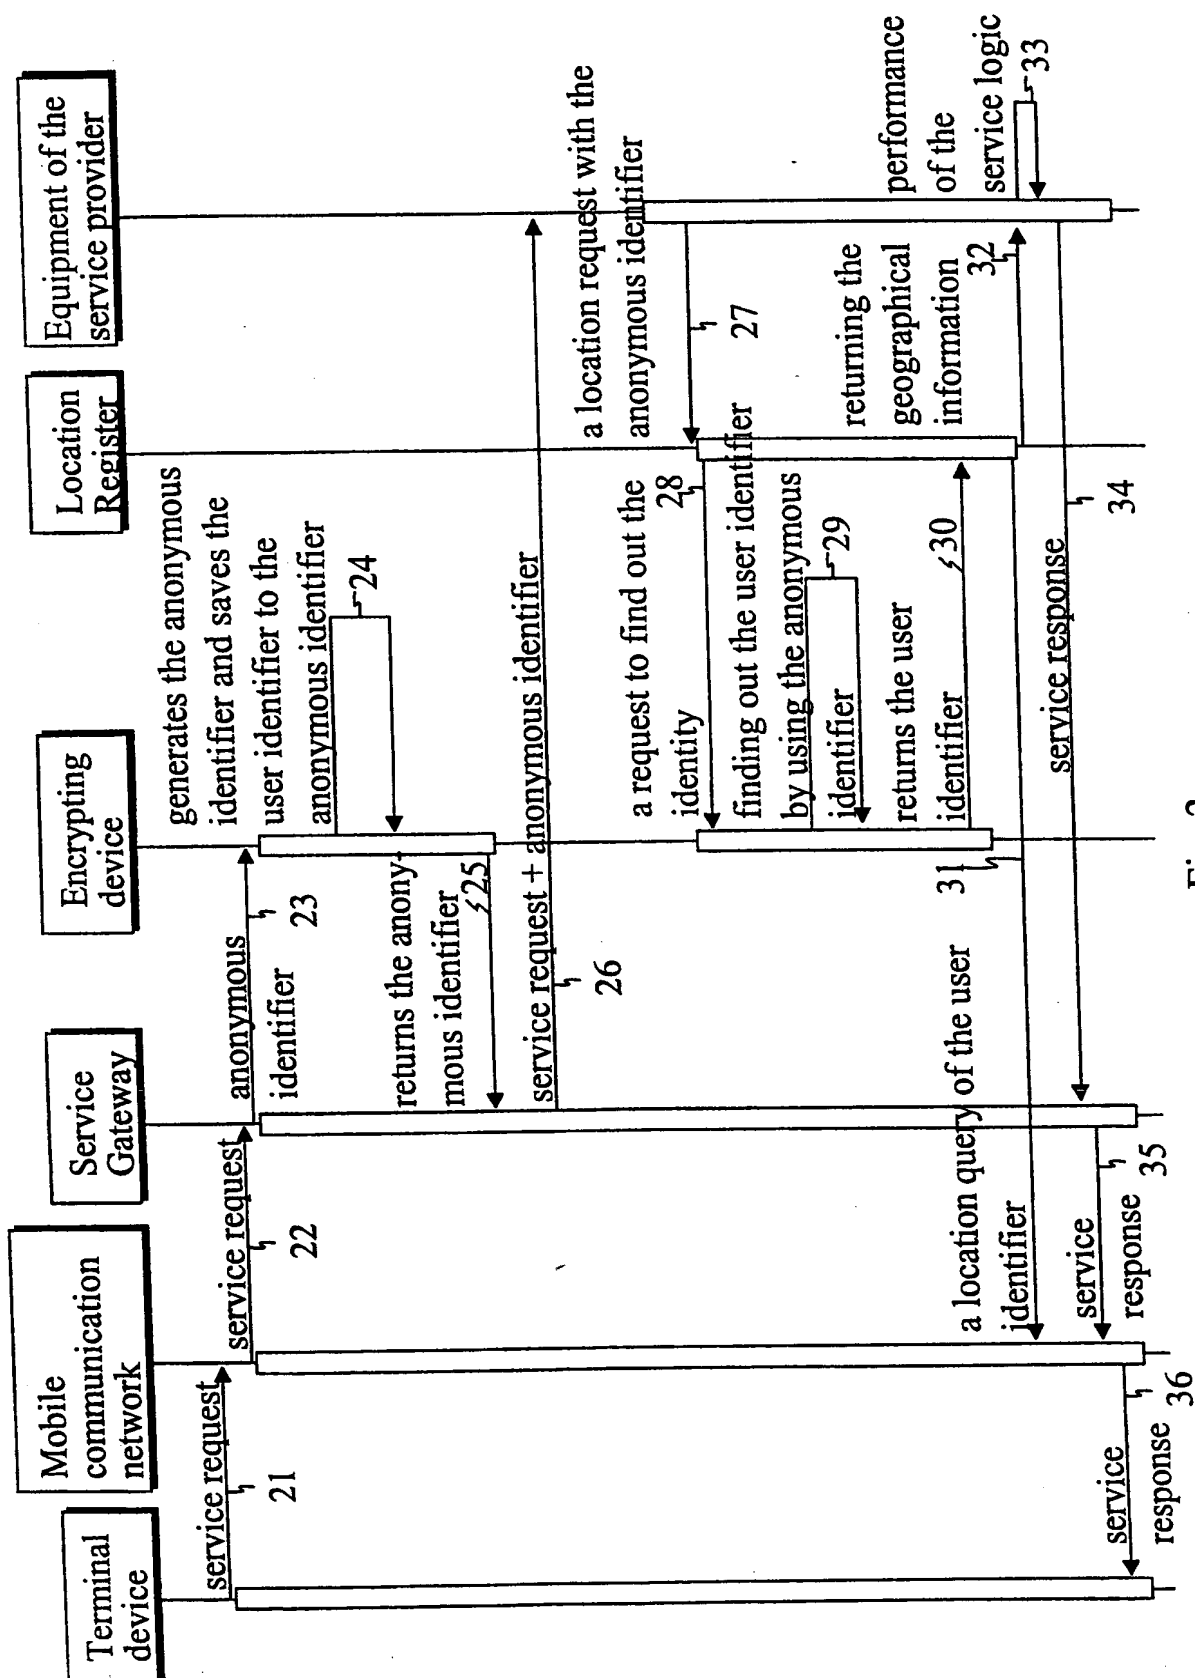 Terminal
device
Mobile
communication
network
Service
Gateway
Encrypting
device
Location
Register
Equipment of the
service provider
service request
21
service request
22
anonymous
identifier
23
generates the anonymous
identifier and saves the
user identifier to the
anonymous identifier
24
returns the anony-
mous identifier
25
service request + anonymous identifier
26
a location request with the
anonymous identifier
27
a request to find out the
identity
28
finding out the user identifier
by using the anonymous
identifier
29
returns the user
identifier
30
a location query of the user
identifier
31
returning the
geographical
information
32
performance
of the
service logic
33
service response
34
service
response
35
service
response
36